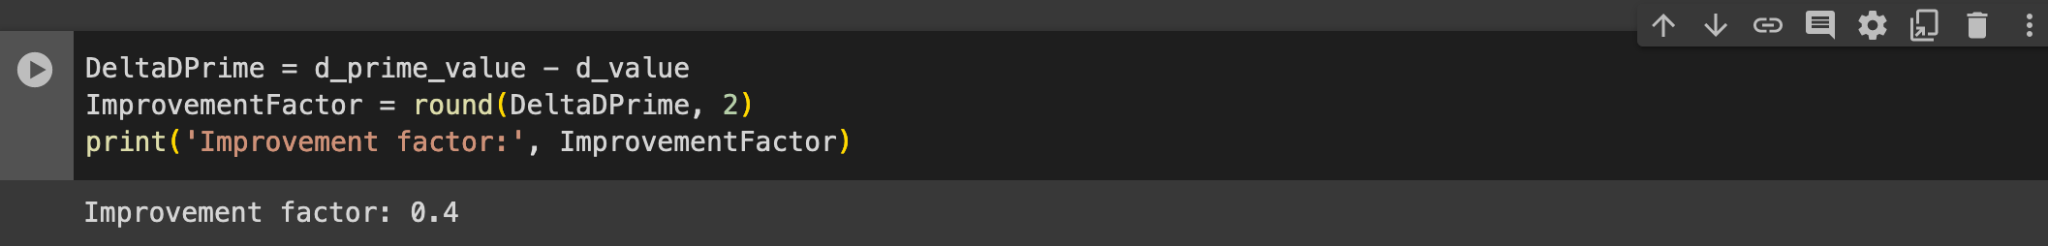 DeltaDPrime = d_prime_value - d_value
ImprovementFactor = round(DeltaDPrime, 2)
print('Improvement factor:', ImprovementFactor)
Improvement factor: 0.4